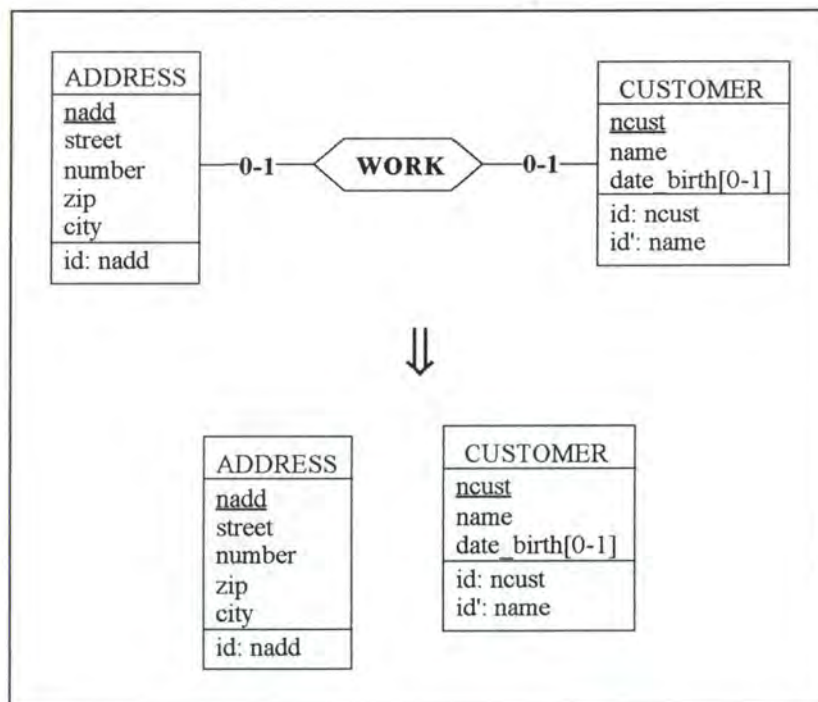 ADDRESS
nadd
street
number
zip
city
id: nadd
0-1
WORK
0-1
CUSTOMER
ncust
name
date_birth[0-1]
id: ncust
id': name
⇓
ADDRESS
nadd
street
number
zip
city
id: nadd
CUSTOMER
ncust
name
date_birth[0-1]
id: ncust
id': name